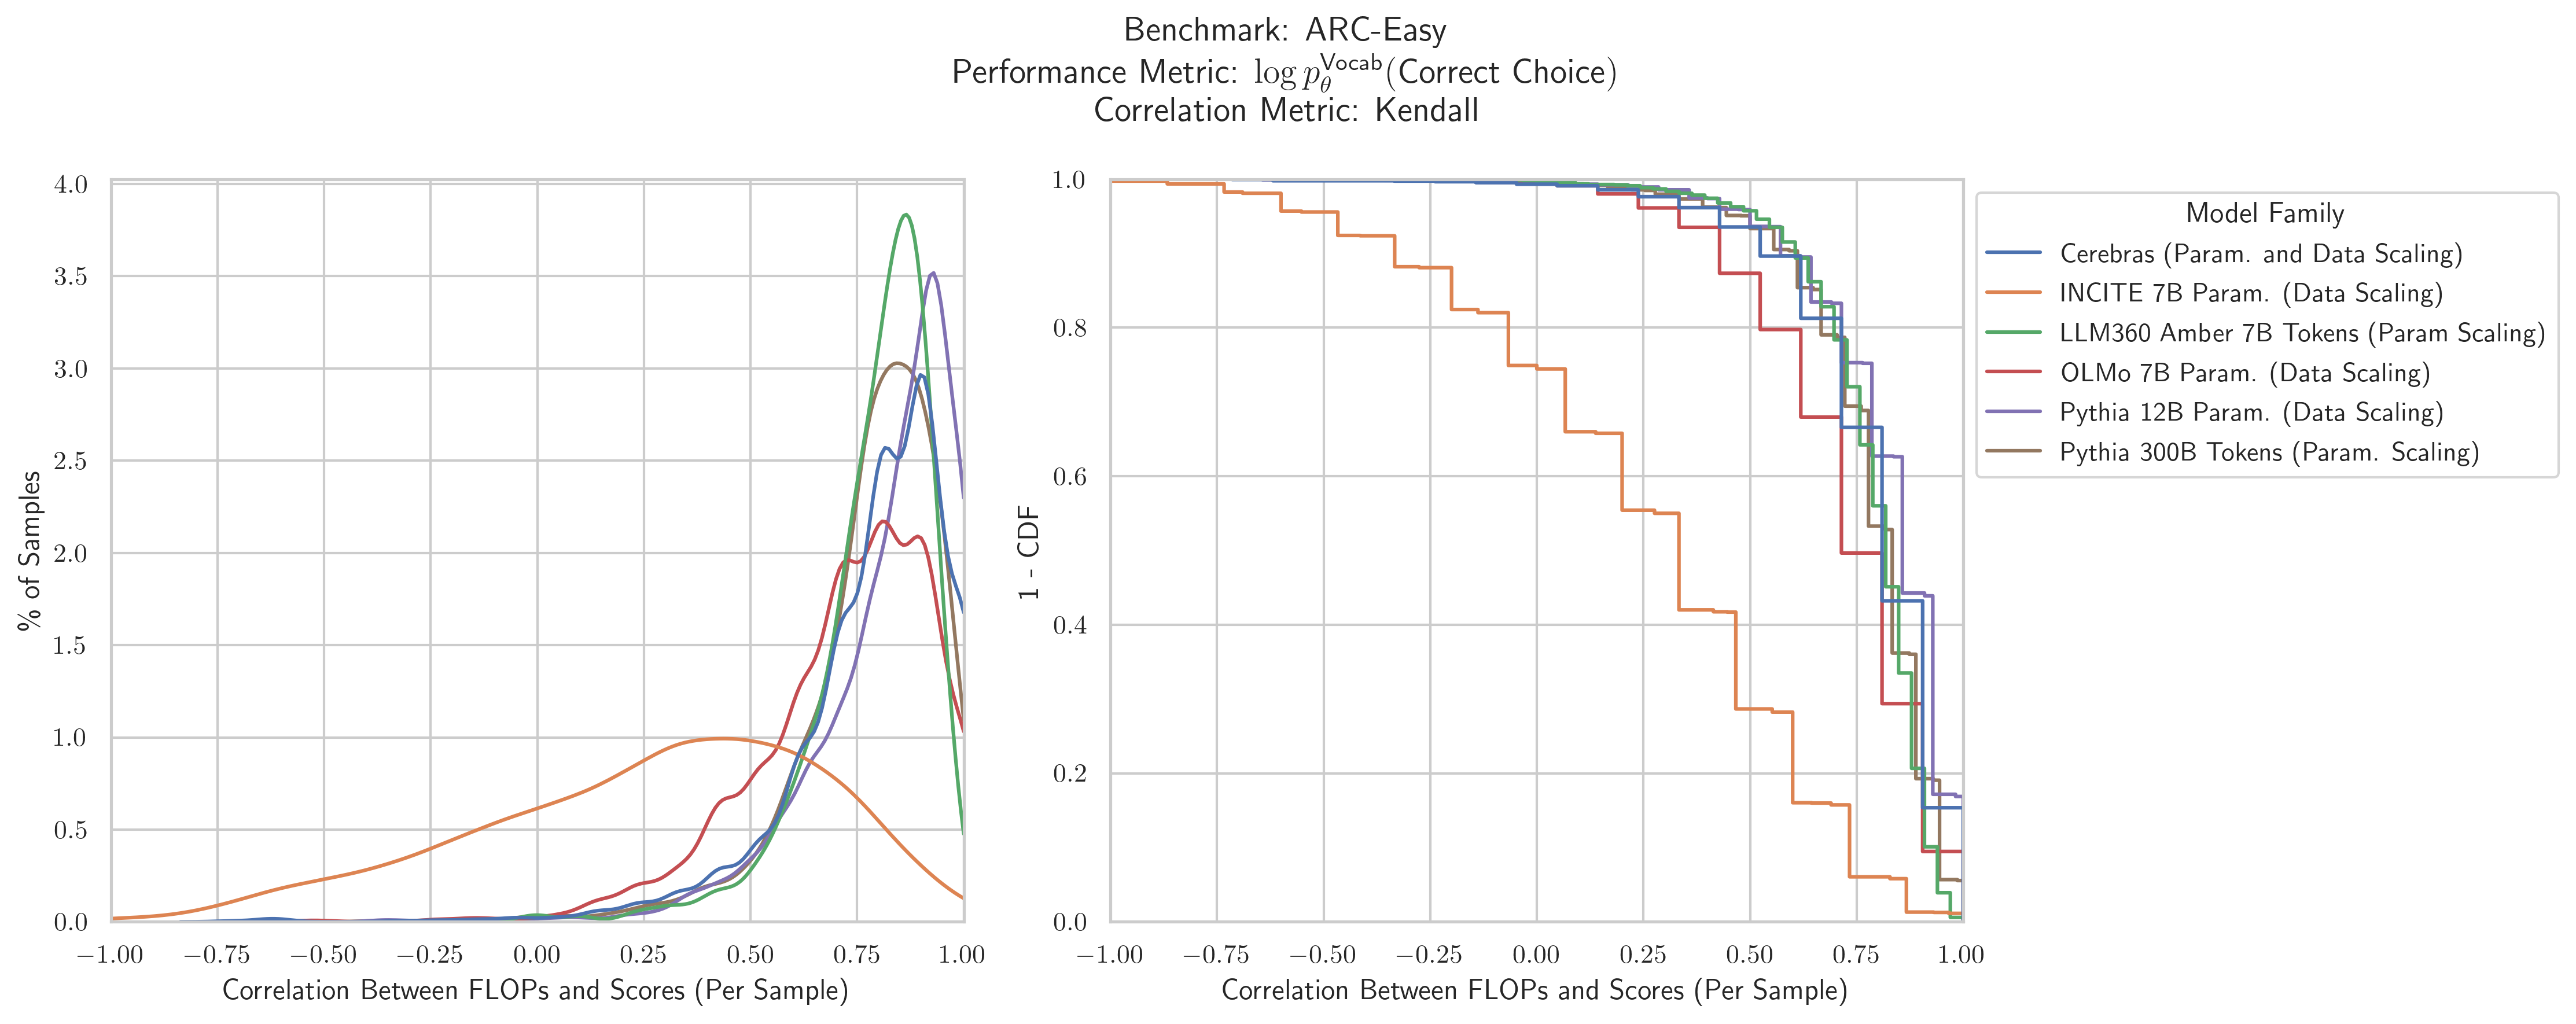 Benchmark: ARC-Easy
Performance Metric: log p_θ^Vocab(Correct Choice)
Correlation Metric: Kendall
% of Samples
4.0
3.5
3.0
2.5
2.0
1.5
1.0
0.5
0.0
−1.00 −0.75 −0.50 −0.25 0.00 0.25 0.50 0.75 1.00
Correlation Between FLOPs and Scores (Per Sample)
1 - CDF
1.0
0.8
0.6
0.4
0.2
0.0
−1.00 −0.75 −0.50 −0.25 0.00 0.25 0.50 0.75 1.00
Correlation Between FLOPs and Scores (Per Sample)
Model Family
Cerebras (Param. and Data Scaling)
INCITE 7B Param. (Data Scaling)
LLM360 Amber 7B Tokens (Param Scaling)
OLMo 7B Param. (Data Scaling)
Pythia 12B Param. (Data Scaling)
Pythia 300B Tokens (Param. Scaling)